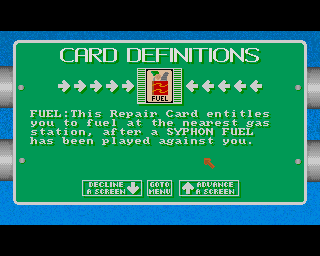 CARD DEFINITIONS
FUEL
FUEL:This Repair Card entitles
you to fuel at the nearest gas
station, after a SYPHON FUEL
has been played against you.
DECLINE
A SCREEN
GOTO
MENU
ADVANCE
A SCREEN